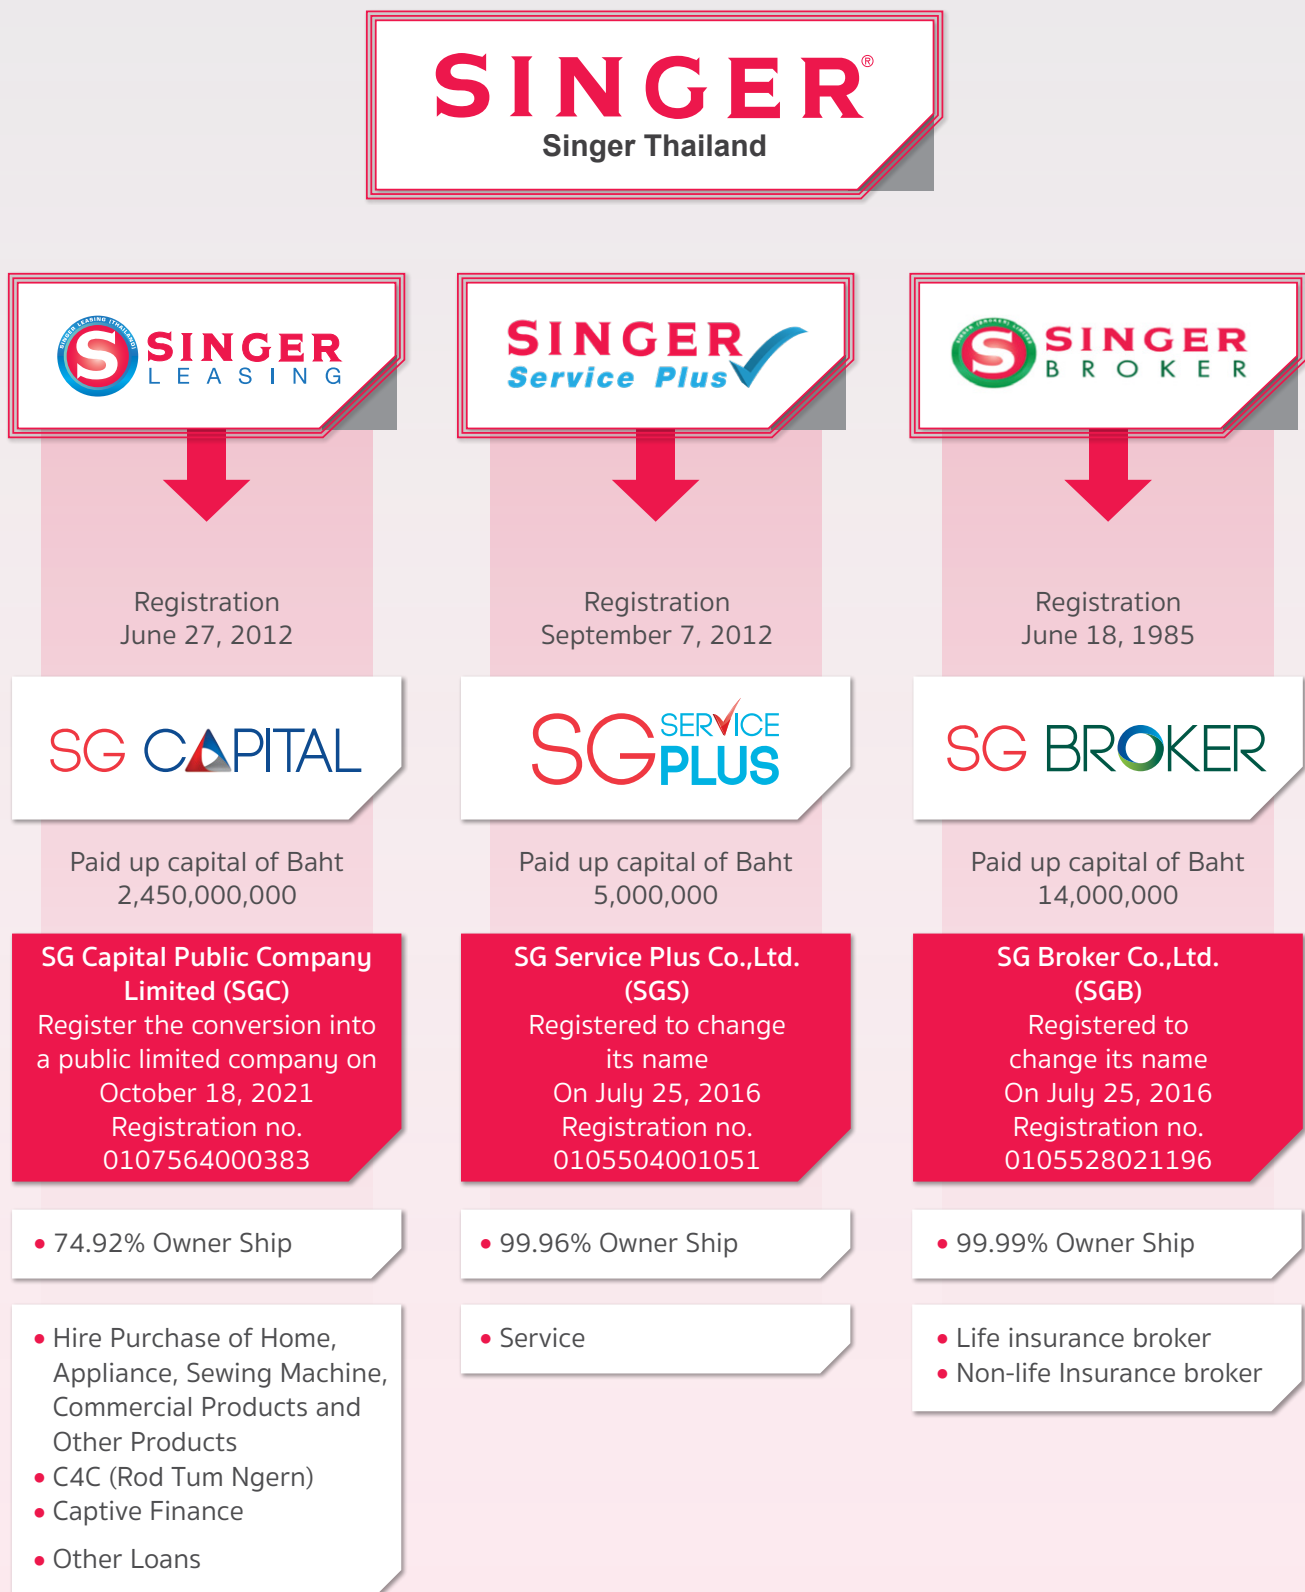 SINGER®
Singer Thailand
SINGER LEASING (THAILAND)
S
SINGER
LEASING
Registration
June 27, 2012
SG CAPITAL
Paid up capital of Baht
2,450,000,000
SG Capital Public Company
Limited (SGC)
Register the conversion into
a public limited company on
October 18, 2021
Registration no.
0107564000383
• 74.92% Owner Ship
• Hire Purchase of Home,
Appliance, Sewing Machine,
Commercial Products and
Other Products
• C4C (Rod Tum Ngern)
• Captive Finance
• Other Loans
SINGER
Service Plus
Registration
September 7, 2012
SG SERVICE
PLUS
Paid up capital of Baht
5,000,000
SG Service Plus Co.,Ltd.
(SGS)
Registered to change
its name
On July 25, 2016
Registration no.
0105504001051
• 99.96% Owner Ship
• Service
S
SINGER
BROKER
Registration
June 18, 1985
SG BROKER
Paid up capital of Baht
14,000,000
SG Broker Co.,Ltd.
(SGB)
Registered to
change its name
On July 25, 2016
Registration no.
0105528021196
• 99.99% Owner Ship
• Life insurance broker
• Non-life Insurance broker